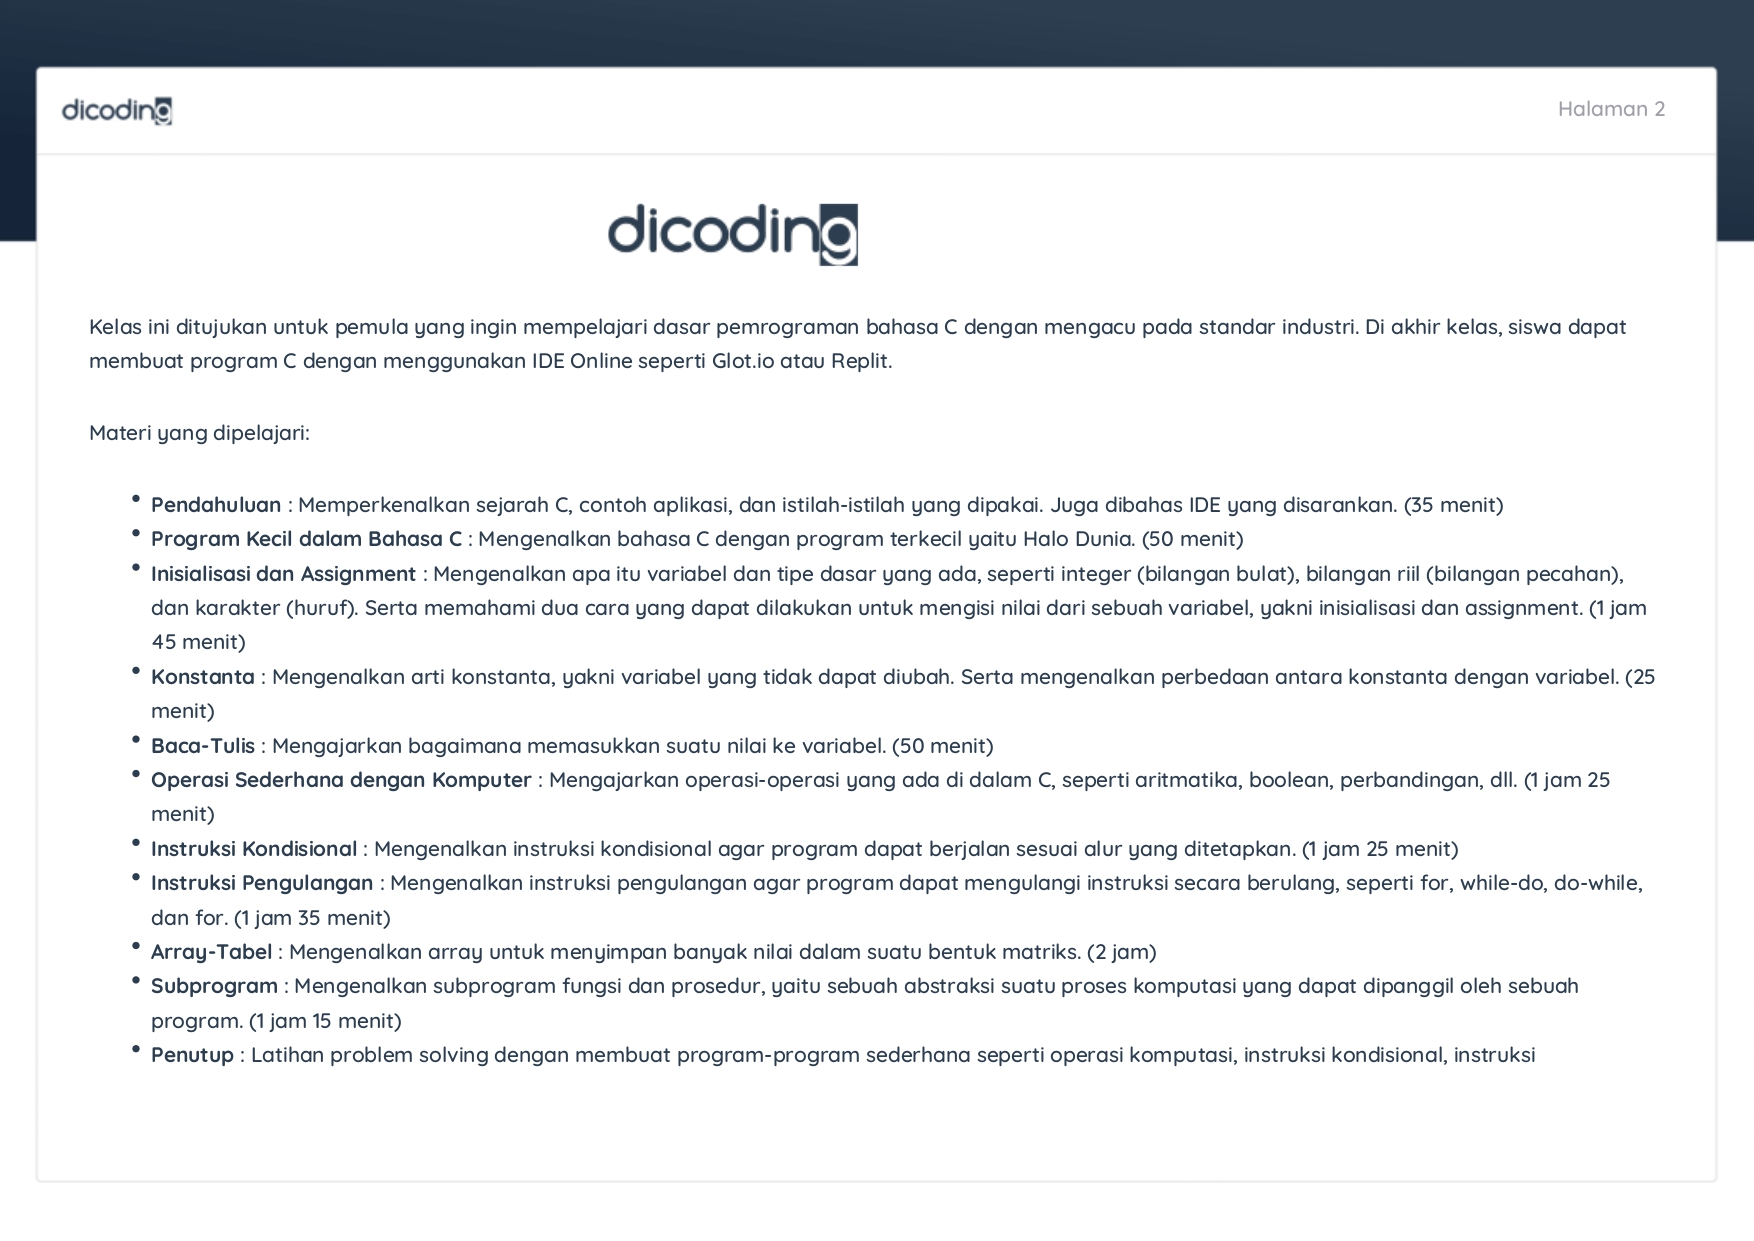 dicoding
Halaman 2
dicoding
Kelas ini ditujukan untuk pemula yang ingin mempelajari dasar pemrograman bahasa C dengan mengacu pada standar industri. Di akhir kelas, siswa dapat
membuat program C dengan menggunakan IDE Online seperti Glot.io atau Replit.
Materi yang dipelajari:
• Pendahuluan : Memperkenalkan sejarah C, contoh aplikasi, dan istilah-istilah yang dipakai. Juga dibahas IDE yang disarankan. (35 menit)
• Program Kecil dalam Bahasa C : Mengenalkan bahasa C dengan program terkecil yaitu Halo Dunia. (50 menit)
• Inisialisasi dan Assignment : Mengenalkan apa itu variabel dan tipe dasar yang ada, seperti integer (bilangan bulat), bilangan riil (bilangan pecahan),
dan karakter (huruf). Serta memahami dua cara yang dapat dilakukan untuk mengisi nilai dari sebuah variabel, yakni inisialisasi dan assignment. (1 jam
45 menit)
• Konstanta : Mengenalkan arti konstanta, yakni variabel yang tidak dapat diubah. Serta mengenalkan perbedaan antara konstanta dengan variabel. (25
menit)
• Baca-Tulis : Mengajarkan bagaimana memasukkan suatu nilai ke variabel. (50 menit)
• Operasi Sederhana dengan Komputer : Mengajarkan operasi-operasi yang ada di dalam C, seperti aritmatika, boolean, perbandingan, dll. (1 jam 25
menit)
• Instruksi Kondisional : Mengenalkan instruksi kondisional agar program dapat berjalan sesuai alur yang ditetapkan. (1 jam 25 menit)
• Instruksi Pengulangan : Mengenalkan instruksi pengulangan agar program dapat mengulangi instruksi secara berulang, seperti for, while-do, do-while,
dan for. (1 jam 35 menit)
• Array-Tabel : Mengenalkan array untuk menyimpan banyak nilai dalam suatu bentuk matriks. (2 jam)
• Subprogram : Mengenalkan subprogram fungsi dan prosedur, yaitu sebuah abstraksi suatu proses komputasi yang dapat dipanggil oleh sebuah
program. (1 jam 15 menit)
• Penutup : Latihan problem solving dengan membuat program-program sederhana seperti operasi komputasi, instruksi kondisional, instruksi